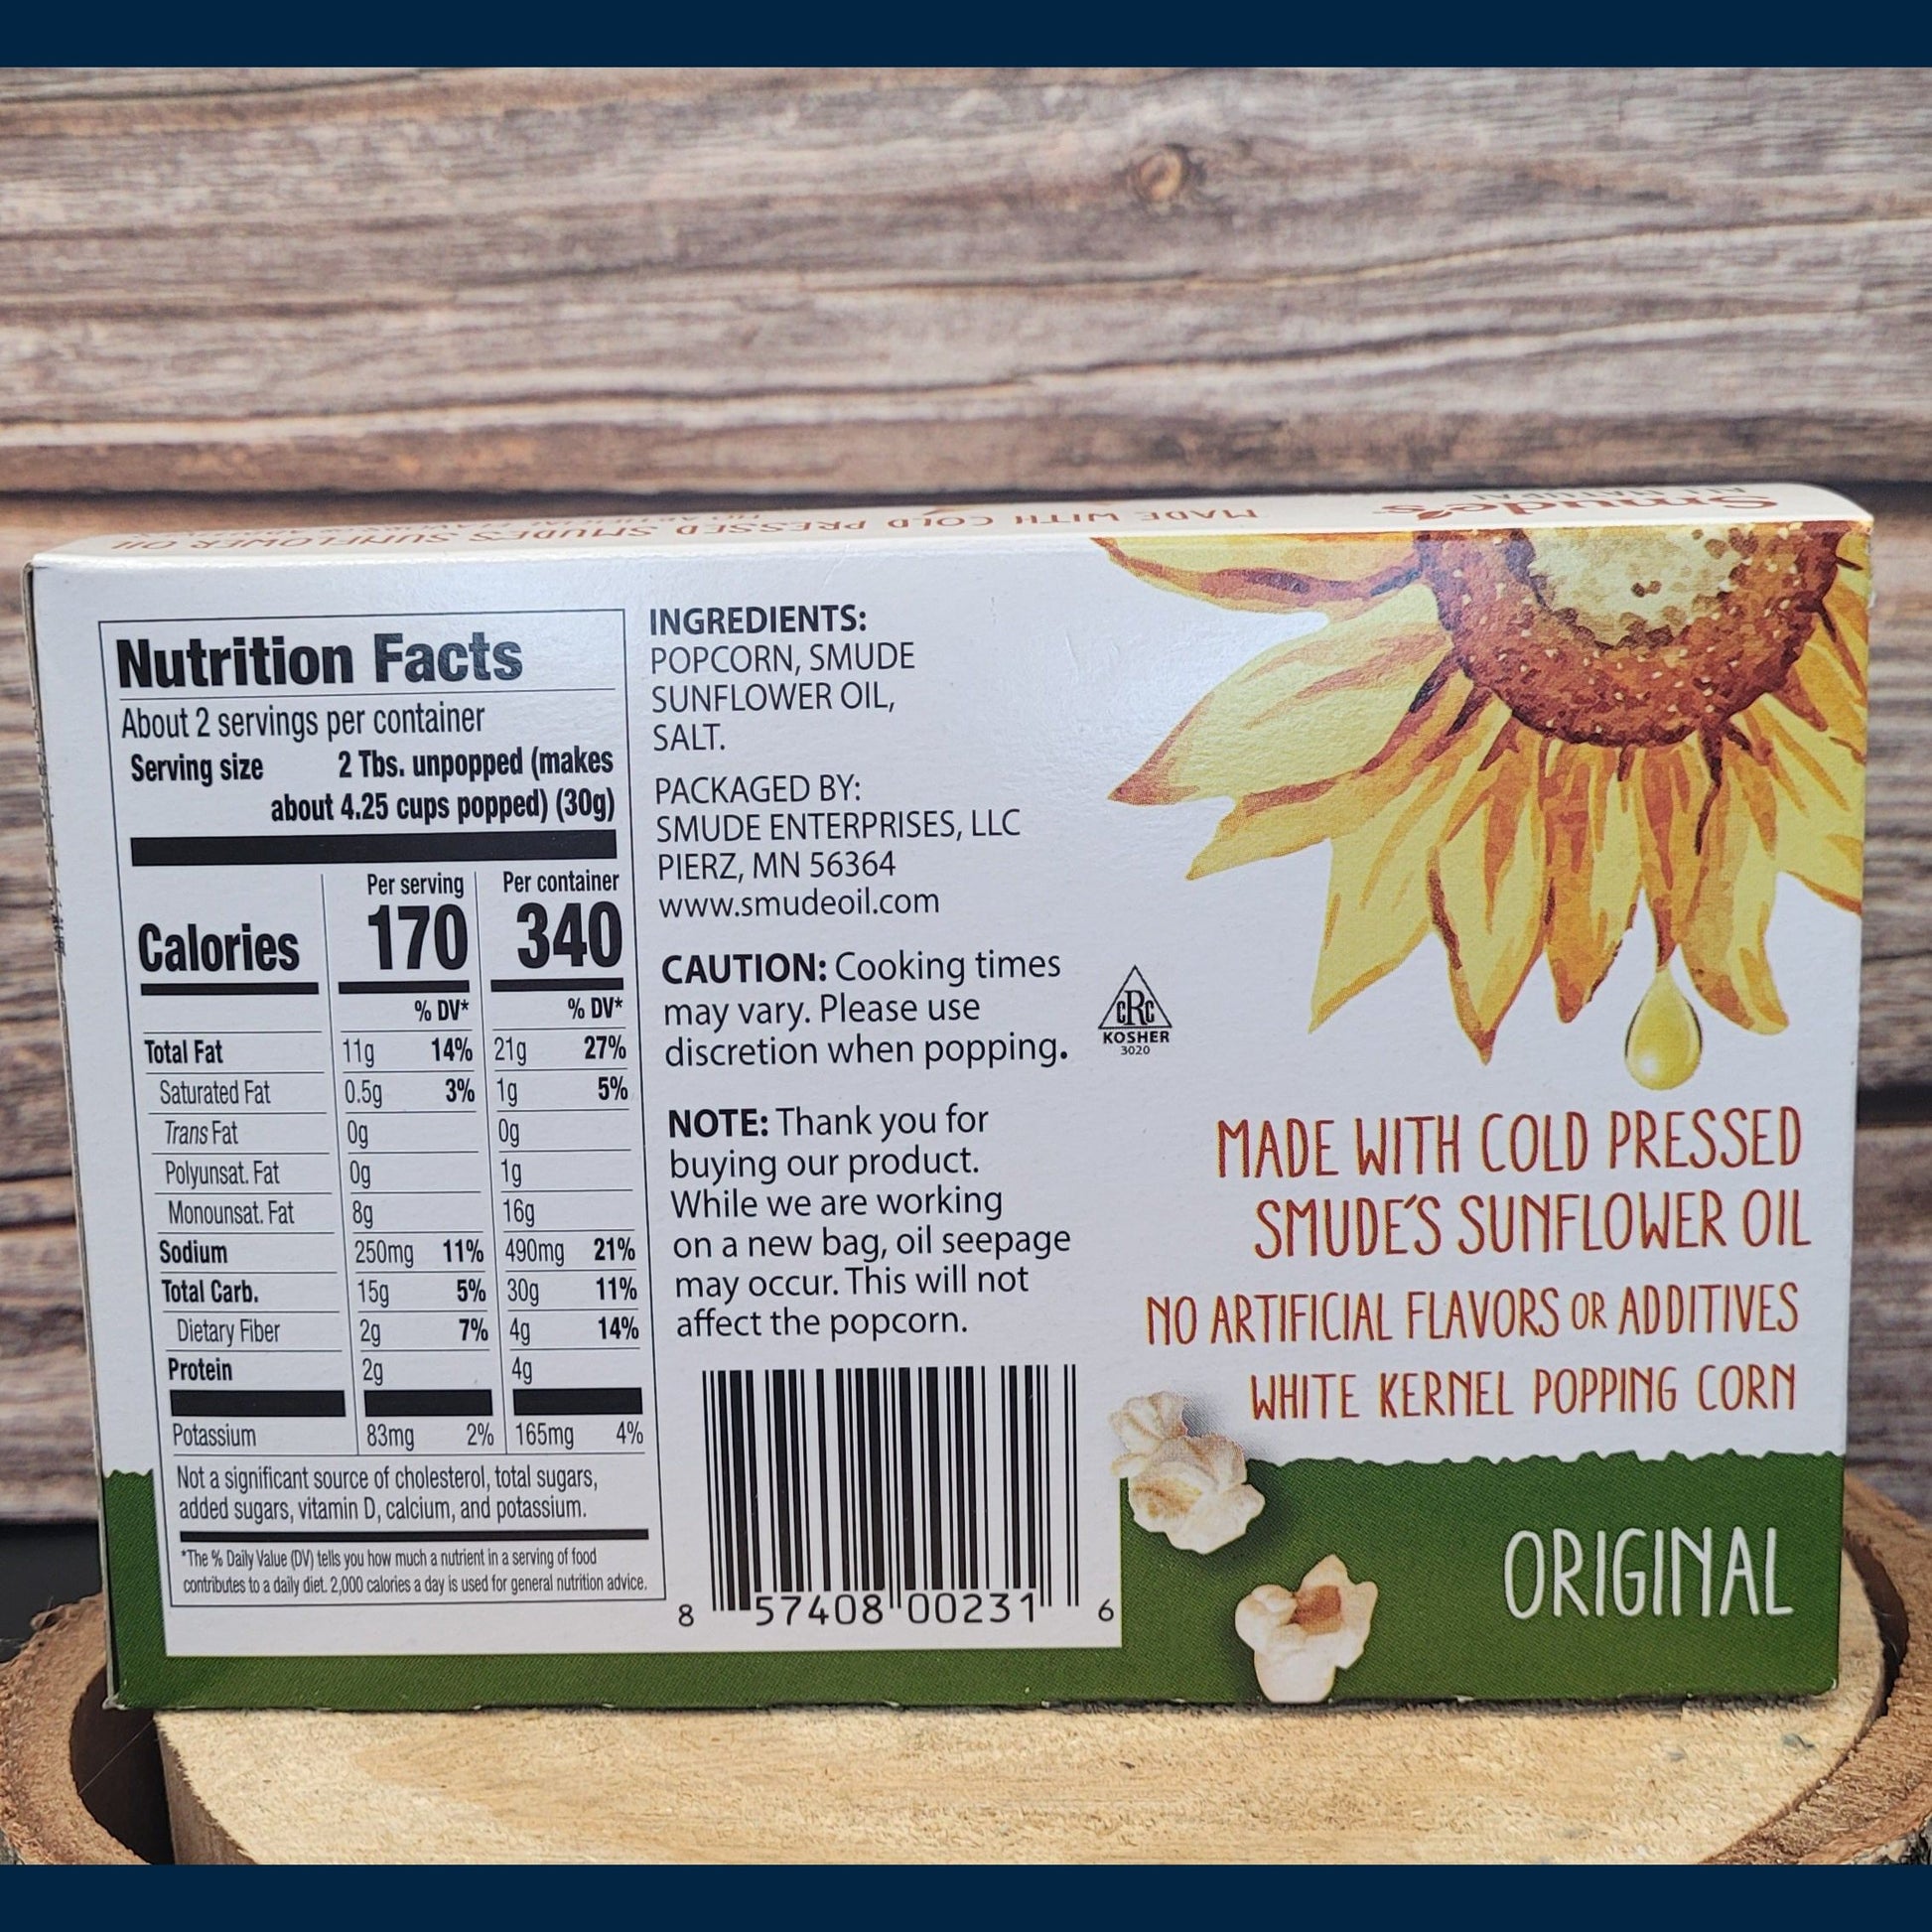 Smude's
NATURAL
MADE WITH COLD PRESSED SMUDE'S SUNFLOWER OIL
Nutrition Facts
About 2 servings per container
Serving size 2 Tbs. unpopped (makes
about 4.25 cups popped) (30g)
Per serving Per container
Calories 170 340
% DV* % DV*
Total Fat 11g 14% 21g 27%
Saturated Fat 0.5g 3% 1g 5%
Trans Fat 0g 0g
Polyunsat. Fat 0g 1g
Monounsat. Fat 8g 16g
Sodium 250mg 11% 490mg 21%
Total Carb. 15g 5% 30g 11%
Dietary Fiber 2g 7% 4g 14%
Protein 2g 4g
Potassium 83mg 2% 165mg 4%
Not a significant source of cholesterol, total sugars,
added sugars, vitamin D, calcium, and potassium.
*The % Daily Value (DV) tells you how much a nutrient in a serving of food
contributes to a daily diet. 2,000 calories a day is used for general nutrition advice.
INGREDIENTS:
POPCORN, SMUDE
SUNFLOWER OIL,
SALT.
PACKAGED BY:
SMUDE ENTERPRISES, LLC
PIERZ, MN 56364
www.smudeoil.com
CAUTION: Cooking times
may vary. Please use
discretion when popping.
NOTE: Thank you for
buying our product.
While we are working
on a new bag, oil seepage
may occur. This will not
affect the popcorn.
8 57408 00231 6
cRc
KOSHER
3020
MADE WITH COLD PRESSED
SMUDE'S SUNFLOWER OIL
NO ARTIFICIAL FLAVORS OR ADDITIVES
WHITE KERNEL POPPING CORN
ORIGINAL